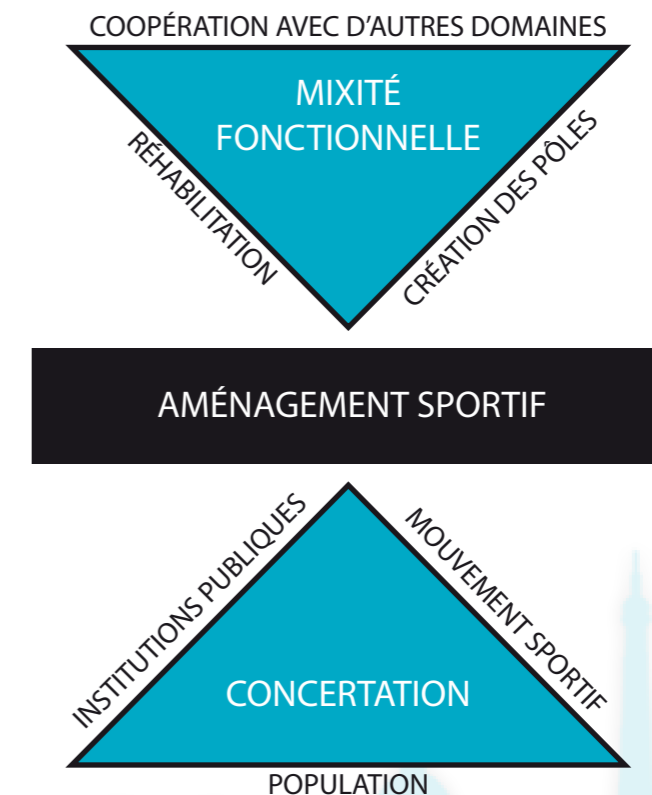 COOPÉRATION AVEC D'AUTRES DOMAINES
MIXITÉ
FONCTIONNELLE
RÉHABILITATION
CRÉATION DES PÔLES
AMÉNAGEMENT SPORTIF
INSTITUTIONS PUBLIQUES
MOUVEMENT SPORTIF
CONCERTATION
POPULATION